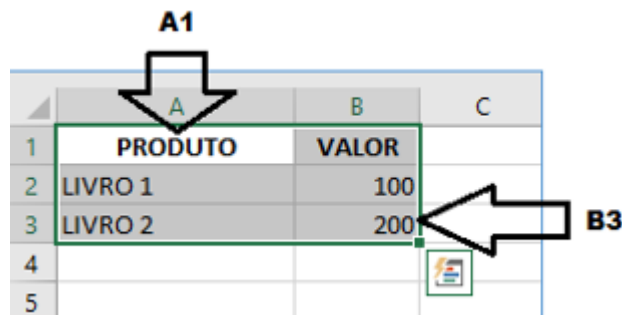 A1
A B C
1 PRODUTO VALOR
2 LIVRO 1 100
3 LIVRO 2 200
B3
4
5